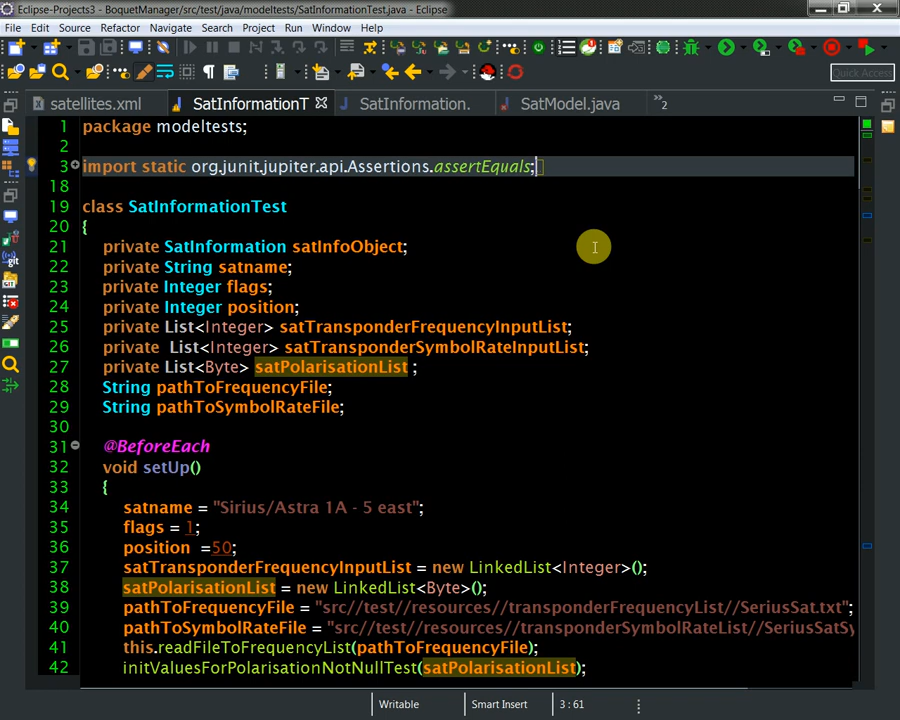 Eclipse-Projects3 - BoquetManager/src/test/java/modeltests/SatInformationTest.java - Eclipse
File Edit Source Refactor Navigate Search Project Run Window Help
Quick Access
satellites.xml SatInformationT SatInformation. SatModel.java »2
1 package modeltests;
2
3 import static org.junit.jupiter.api.Assertions.assertEquals;
18
19 class SatInformationTest
20 {
21 private SatInformation satInfoObject;
22 private String satname;
23 private Integer flags;
24 private Integer position;
25 private List<Integer> satTransponderFrequencyInputList;
26 private List<Integer> satTransponderSymbolRateInputList;
27 private List<Byte> satPolarisationList ;
28 String pathToFrequencyFile;
29 String pathToSymbolRateFile;
30
31 @BeforeEach
32 void setUp()
33 {
34 satname = "Sirius/Astra 1A - 5 east";
35 flags = 1;
36 position =50;
37 satTransponderFrequencyInputList = new LinkedList<Integer>();
38 satPolarisationList = new LinkedList<Byte>();
39 pathToFrequencyFile = "src//test//resources//transponderFrequencyList//SeriusSat.txt";
40 pathToSymbolRateFile = "src//test//resources//transponderSymbolRateList//SeriusSatSy
41 this.readFileToFrequencyList(pathToFrequencyFile);
42 initValuesForPolarisationNotNullTest(satPolarisationList);
Writable Smart Insert 3 : 61